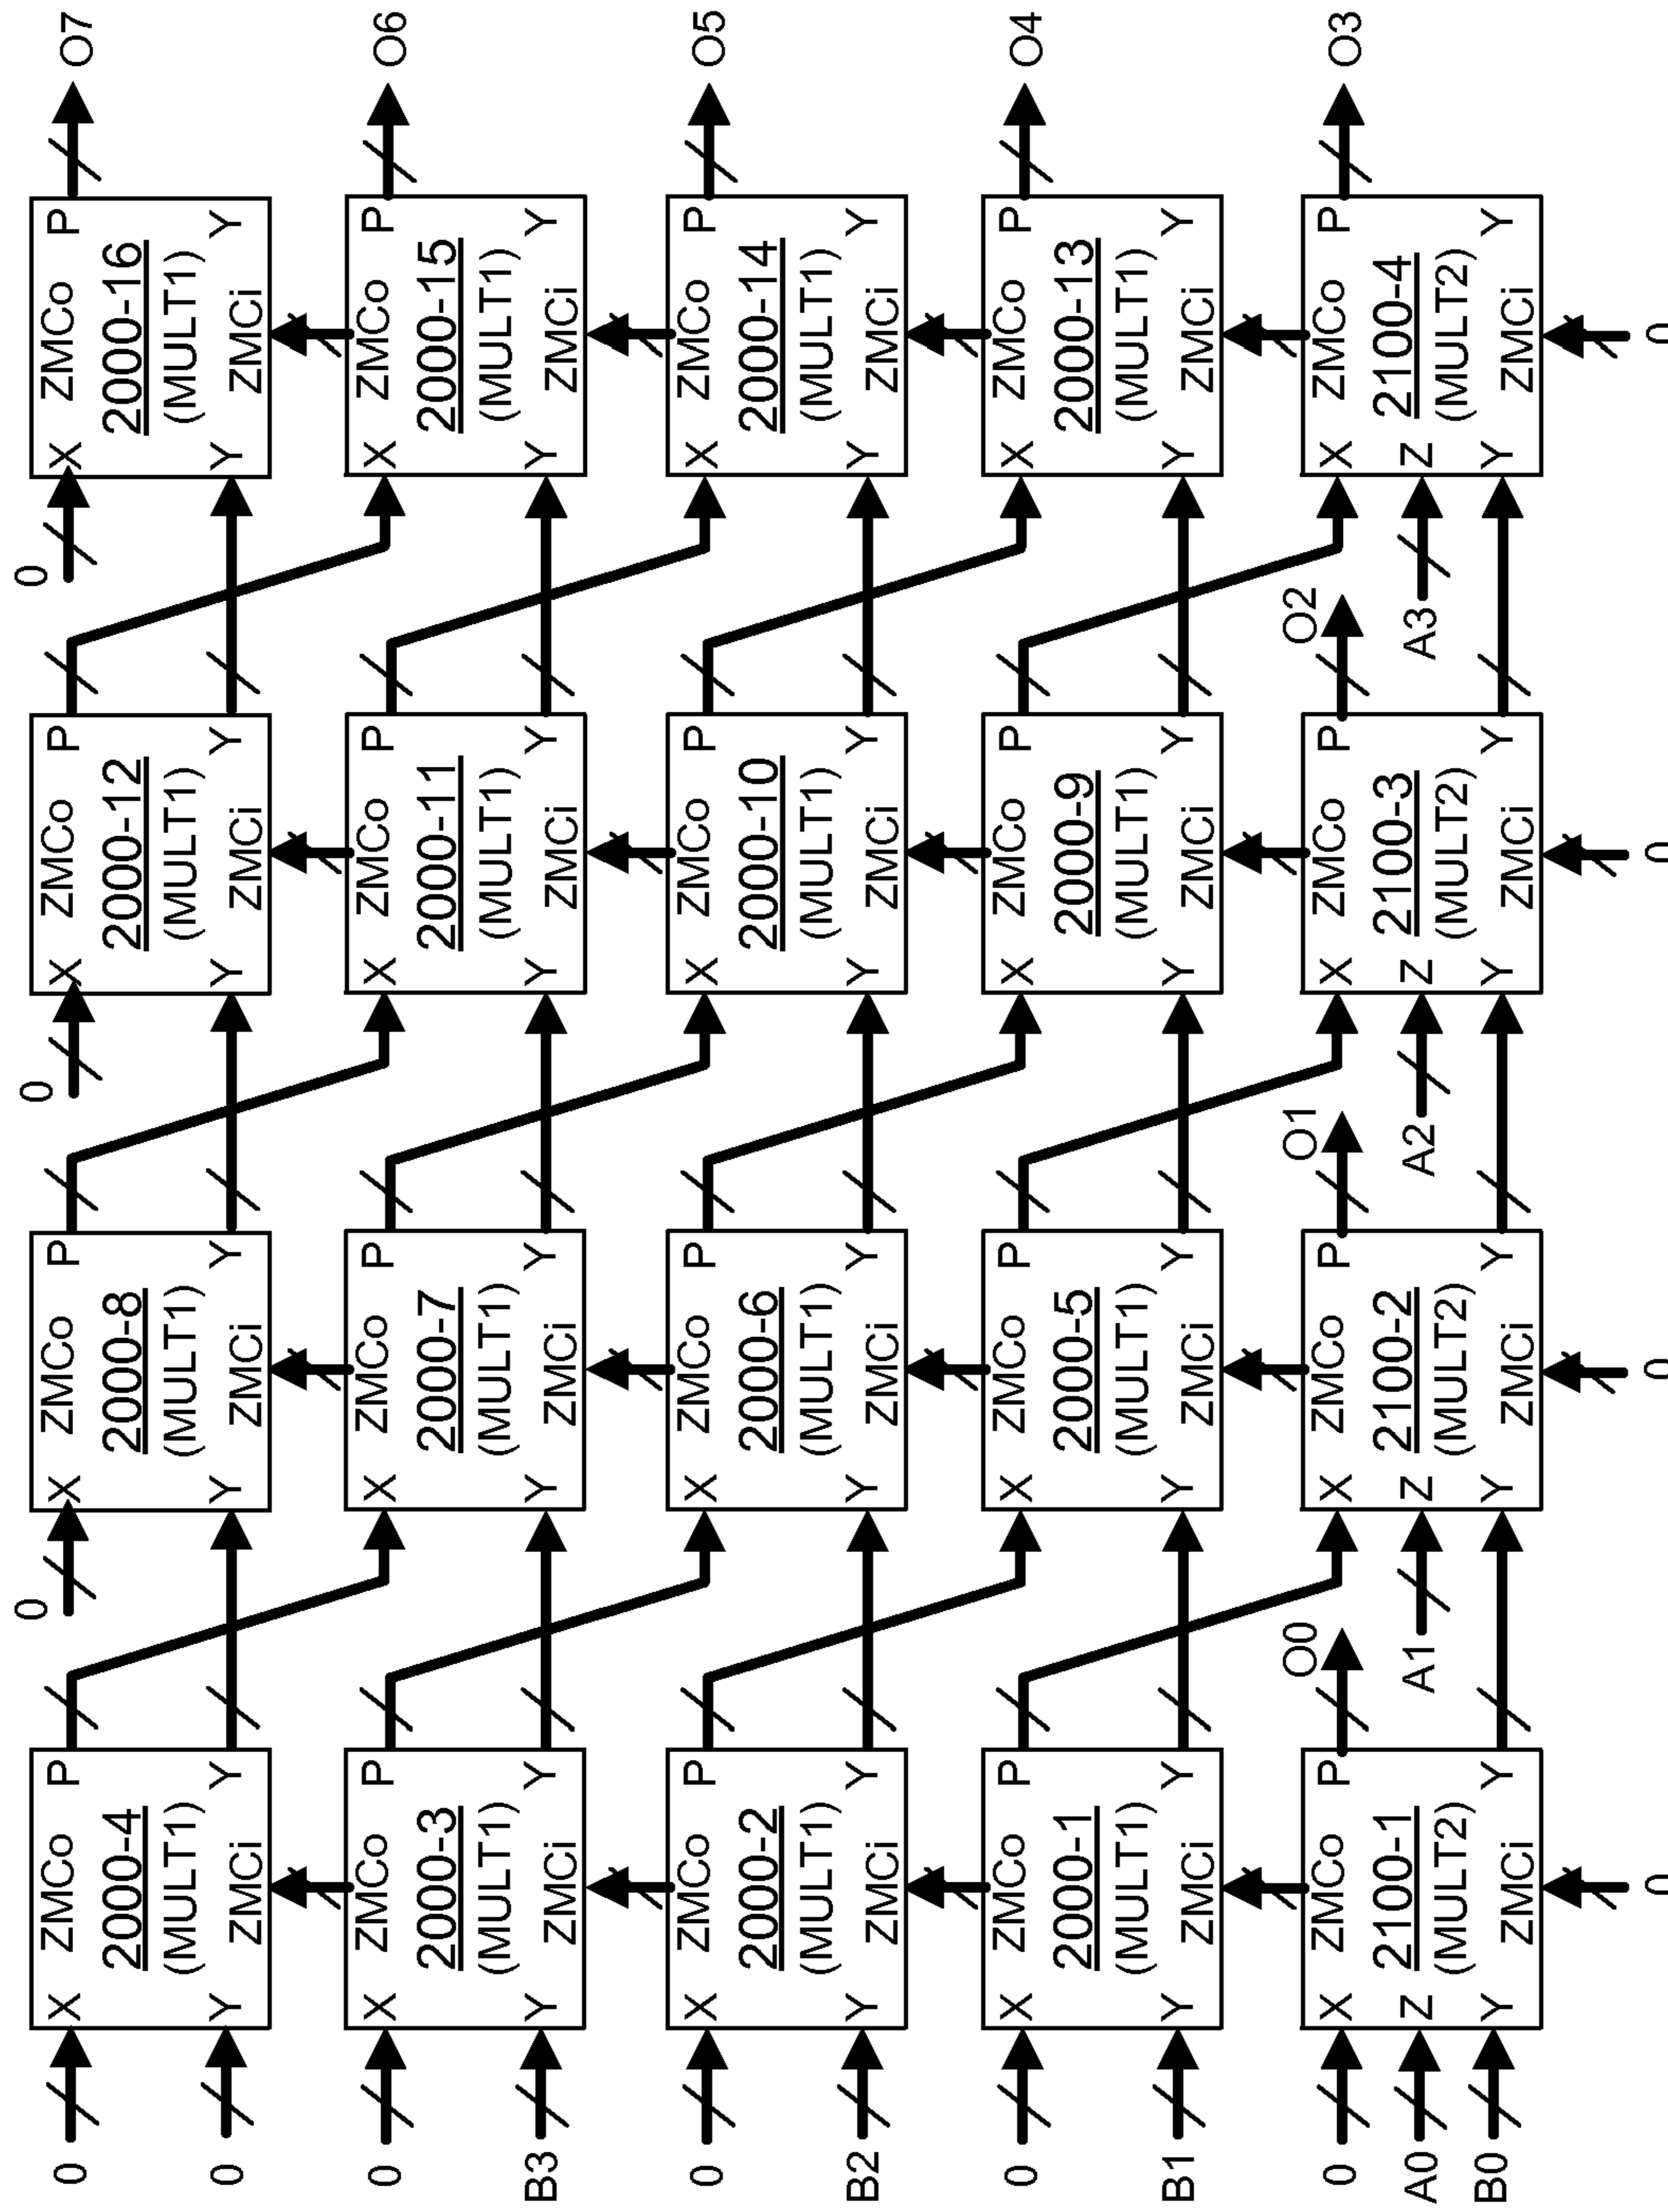 0 0 0
0 X ZMCo P X ZMCo P X ZMCo P X ZMCo P O7
2000-4 2000-8 2000-12 2000-16
(MULT1) (MULT1) (MULT1) (MULT1)
0 Y Y Y Y Y Y Y Y
ZMCi ZMCi ZMCi ZMCi
0 X ZMCo P X ZMCo P X ZMCo P X ZMCo P O6
2000-3 2000-7 2000-11 2000-15
(MULT1) (MULT1) (MULT1) (MULT1)
B3 Y Y Y Y Y Y Y Y
ZMCi ZMCi ZMCi ZMCi
0 X ZMCo P X ZMCo P X ZMCo P X ZMCo P O5
2000-2 2000-6 2000-10 2000-14
(MULT1) (MULT1) (MULT1) (MULT1)
B2 Y Y Y Y Y Y Y Y
ZMCi ZMCi ZMCi ZMCi
0 X ZMCo P X ZMCo P X ZMCo P X ZMCo P O4
2000-1 2000-5 2000-9 2000-13
(MULT1) (MULT1) (MULT1) (MULT1)
B1 Y Y Y Y Y Y Y Y
ZMCi ZMCi ZMCi ZMCi
O0 O1 O2
0 X ZMCo P X ZMCo P X ZMCo P X ZMCo P O3
2100-1 2100-2 2100-3 2100-4
A0 Z A1 Z A2 Z A3 Z
(MULT2) (MULT2) (MULT2) (MULT2)
B0 Y Y Y Y Y Y Y Y
ZMCi ZMCi ZMCi ZMCi
0 0 0 0